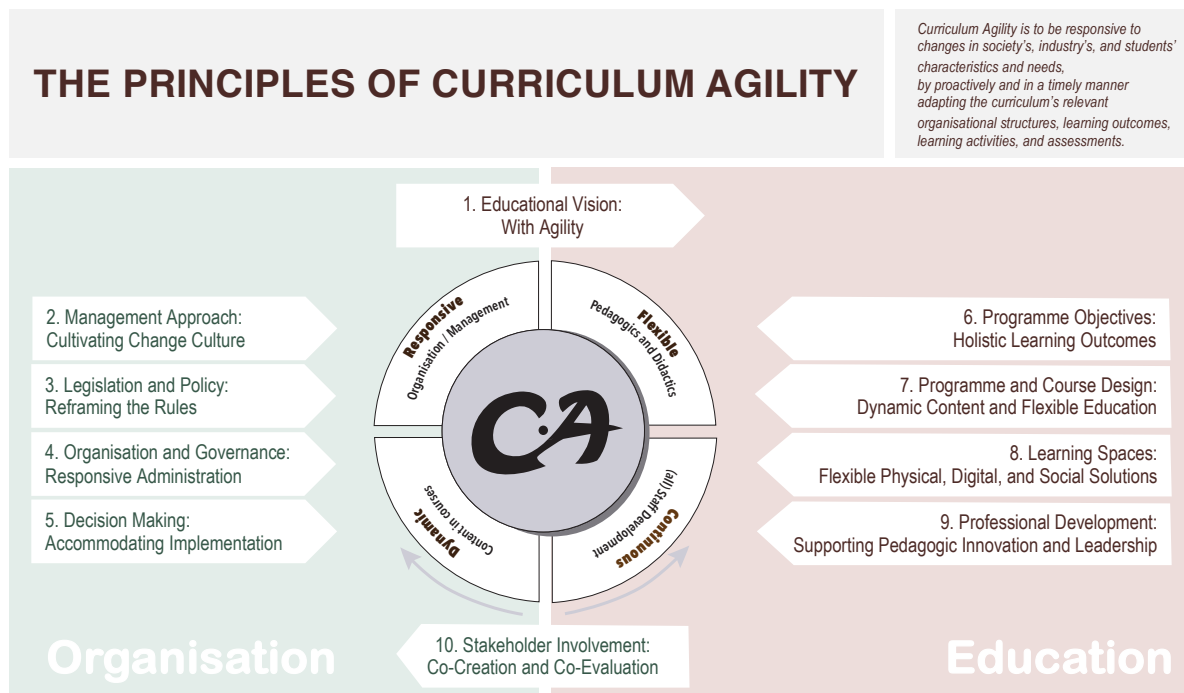 THE PRINCIPLES OF CURRICULUM AGILITY
Curriculum Agility is to be responsive to
changes in society's, industry's, and students'
characteristics and needs,
by proactively and in a timely manner
adapting the curriculum's relevant
organisational structures, learning outcomes,
learning activities, and assessments.
1. Educational Vision:
With Agility
2. Management Approach:
Cultivating Change Culture
3. Legislation and Policy:
Reframing the Rules
4. Organisation and Governance:
Responsive Administration
5. Decision Making:
Accommodating Implementation
Responsive
Organisation / Management
Flexible
Pedagogics and Didactics
CA
Dynamic
Content in courses
Continuous
(all) Staff Development
6. Programme Objectives:
Holistic Learning Outcomes
7. Programme and Course Design:
Dynamic Content and Flexible Education
8. Learning Spaces:
Flexible Physical, Digital, and Social Solutions
9. Professional Development:
Supporting Pedagogic Innovation and Leadership
10. Stakeholder Involvement:
Co-Creation and Co-Evaluation
Organisation
Education